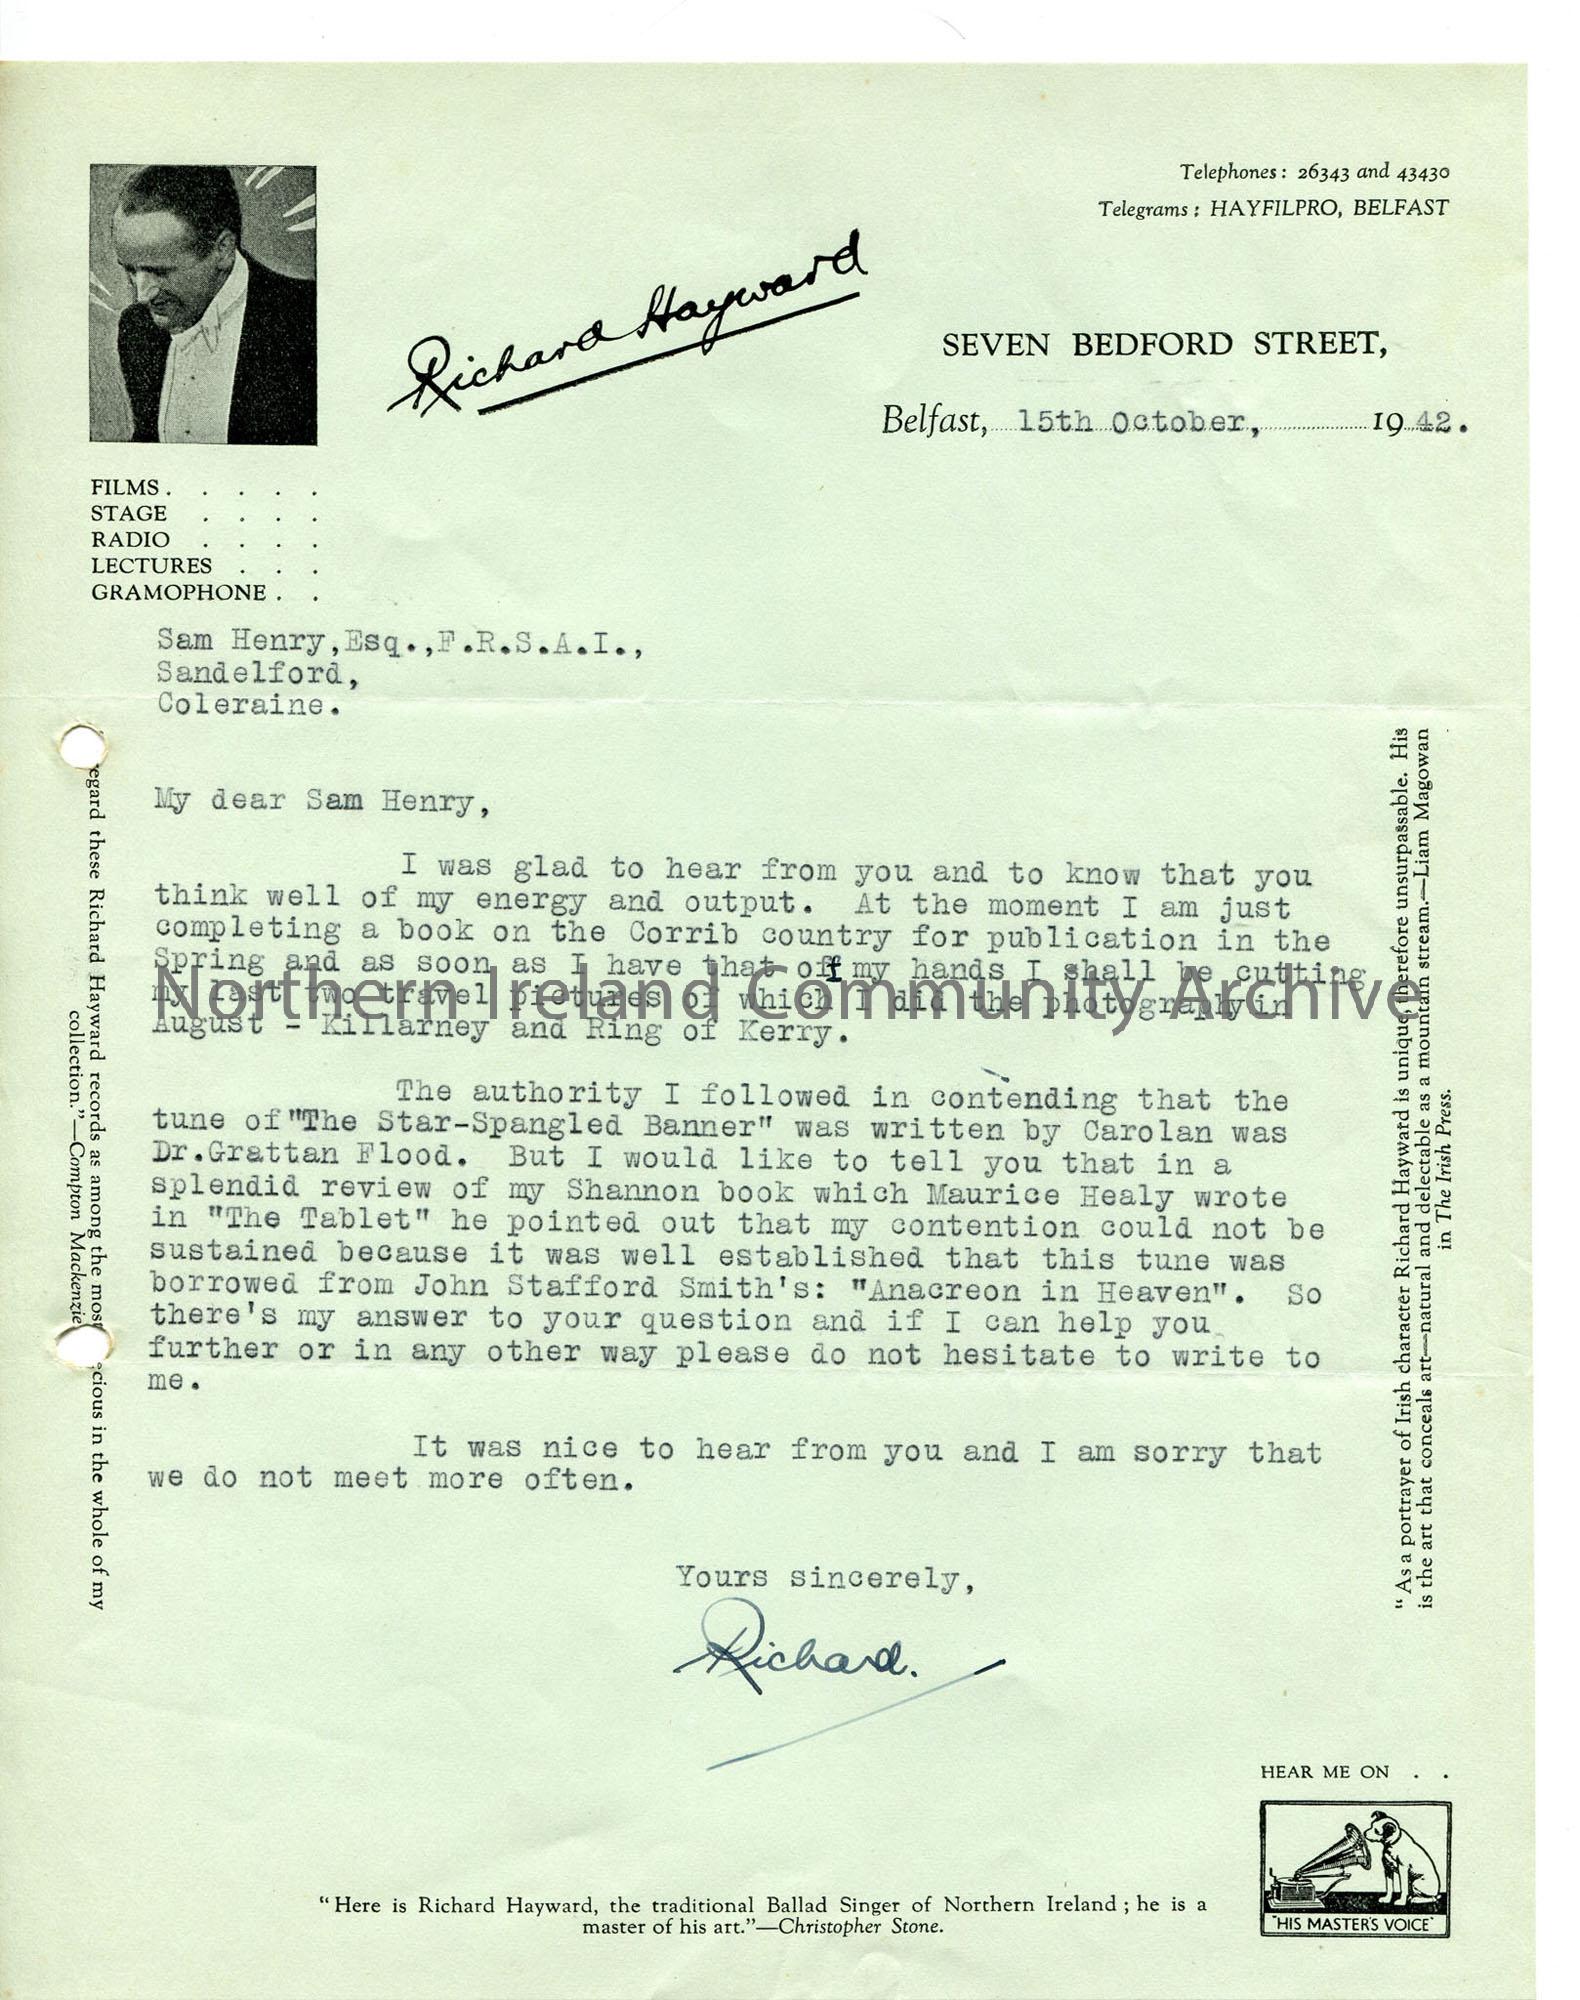 Telephones: 26343 and 43430
Telegrams: HAYFILPRO, BELFAST
Richard Hayward
SEVEN BEDFORD STREET,
Belfast, 15th October, 1942.
FILMS . . . . .
STAGE . . . .
RADIO . . . .
LECTURES . . .
GRAMOPHONE . .
Sam Henry,Esq.,F.R.S.A.I.,
Sandelford,
Coleraine.
My dear Sam Henry,
I was glad to hear from you and to know that you
think well of my energy and output. At the moment I am just
completing a book on the Corrib country for publication in the
Spring and as soon as I have that off my hands I shall be cutting
my last two travel pictures of which I did the photography in
August - Killarney and Ring of Kerry.
Northern Ireland Community Archive
The authority I followed in contending that the
tune of "The Star-Spangled Banner" was written by Carolan was
Dr.Grattan Flood. But I would like to tell you that in a
splendid review of my Shannon book which Maurice Healy wrote
in "The Tablet" he pointed out that my contention could not be
sustained because it was well established that this tune was
borrowed from John Stafford Smith's: "Anacreon in Heaven". So
there's my answer to your question and if I can help you
further or in any other way please do not hesitate to write to
me.
It was nice to hear from you and I am sorry that
we do not meet more often.
Yours sincerely,
Richard.
egard these Richard Hayward records as among the most ecious in the whole of my
collection."—Compton Mackenzie
"As a portrayer of Irish character Richard Hayward is unique, therefore unsurpassable. His
is the art that conceals art—natural and delectable as a mountain stream.—Liam Magowan
in The Irish Press.
HEAR ME ON . .
"HIS MASTER'S VOICE"
"Here is Richard Hayward, the traditional Ballad Singer of Northern Ireland; he is a
master of his art."—Christopher Stone.